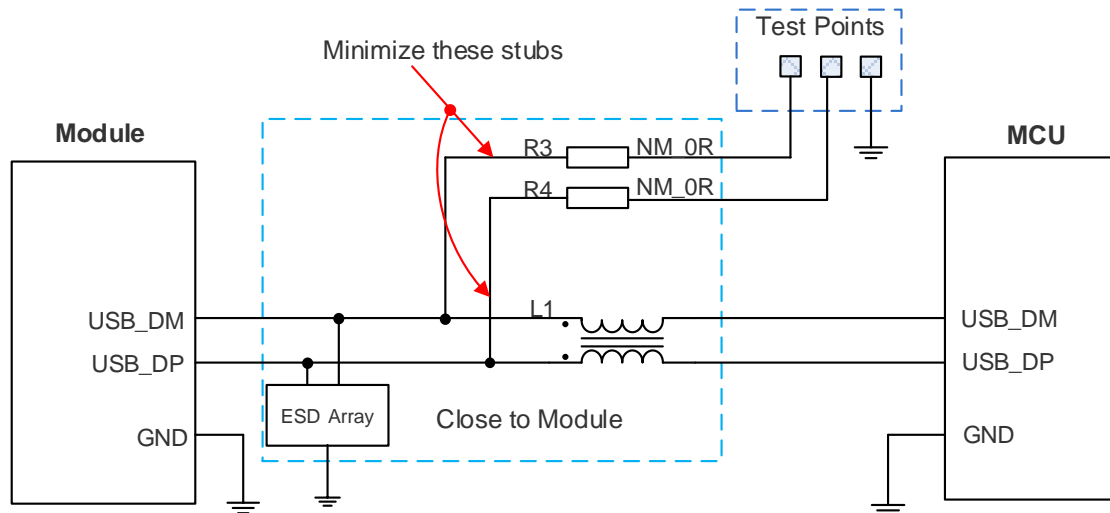 Test Points
Minimize these stubs
Module
MCU
R3
NM_0R
R4
NM_0R
L1
USB_DM
USB_DM
USB_DP
USB_DP
ESD Array
Close to Module
GND
GND